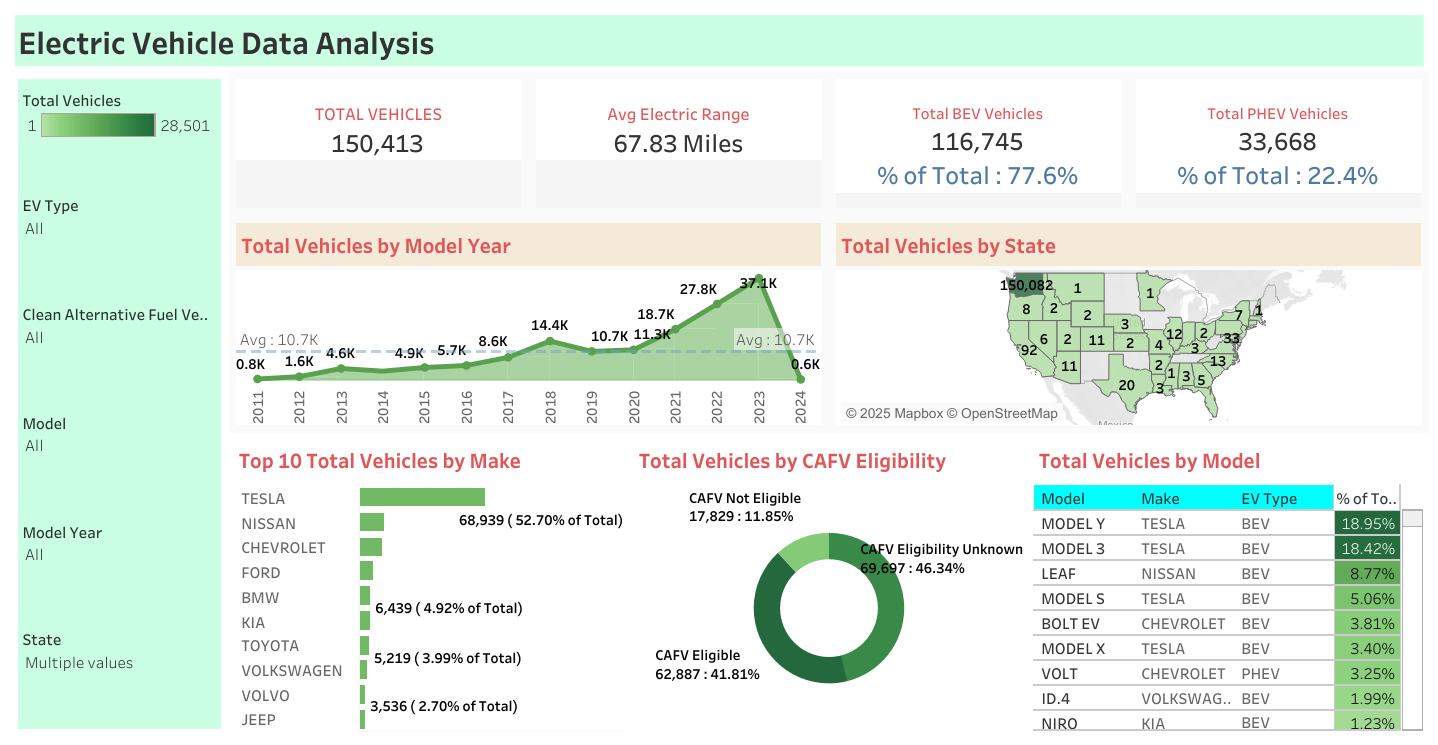 Electric Vehicle Data Analysis
Total Vehicles
1 28,501
EV Type
All
Clean Alternative Fuel Ve..
All
Model
All
Model Year
All
State
Multiple values
TOTAL VEHICLES
150,413
Avg Electric Range
67.83 Miles
Total BEV Vehicles
116,745
% of Total : 77.6%
Total PHEV Vehicles
33,668
% of Total : 22.4%
Total Vehicles by Model Year
Avg : 10.7K
Avg : 10.7K
0.8K
1.6K
4.6K
4.9K
5.7K
8.6K
14.4K
10.7K
11.3K
18.7K
27.8K
37.1K
0.6K
2011
2012
2013
2014
2015
2016
2017
2018
2019
2020
2021
2022
2023
2024
Total Vehicles by State
150,082
1
1
8
2
2
7
1
3
6
2
11
2
12
2
33
92
4
3
13
11
2
1
3
5
20
3
Mexico
© 2025 Mapbox © OpenStreetMap
Top 10 Total Vehicles by Make
TESLA
68,939 ( 52.70% of Total)
NISSAN
CHEVROLET
FORD
BMW
6,439 ( 4.92% of Total)
KIA
TOYOTA
5,219 ( 3.99% of Total)
VOLKSWAGEN
VOLVO
3,536 ( 2.70% of Total)
JEEP
Total Vehicles by CAFV Eligibility
CAFV Not Eligible
17,829 : 11.85%
CAFV Eligibility Unknown
69,697 : 46.34%
CAFV Eligible
62,887 : 41.81%
Total Vehicles by Model
Model Make EV Type % of To..
MODEL Y TESLA BEV 18.95%
MODEL 3 TESLA BEV 18.42%
LEAF NISSAN BEV 8.77%
MODEL S TESLA BEV 5.06%
BOLT EV CHEVROLET BEV 3.81%
MODEL X TESLA BEV 3.40%
VOLT CHEVROLET PHEV 3.25%
ID.4 VOLKSWAG.. BEV 1.99%
NIRO KIA BEV 1.23%